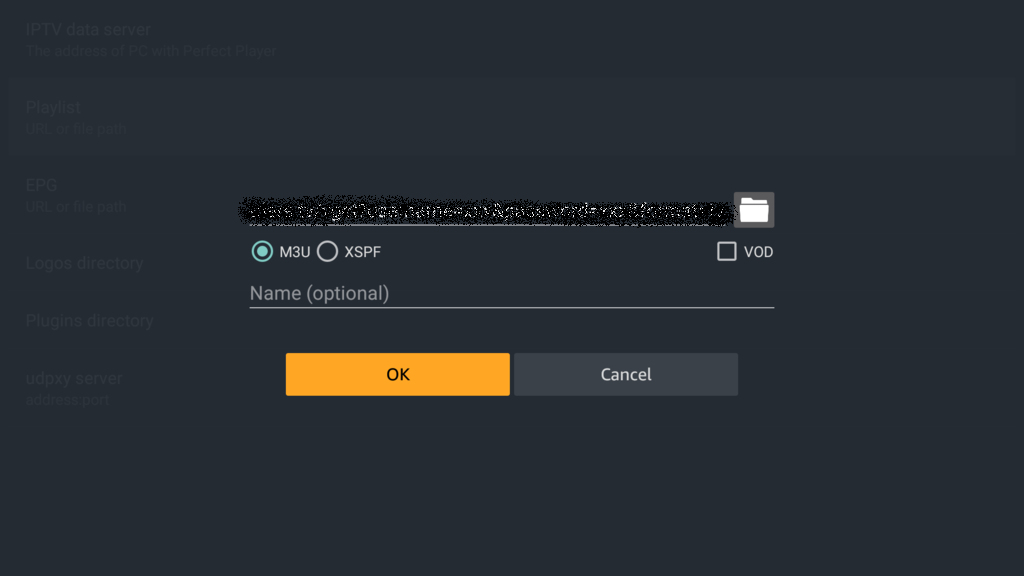 IPTV data server
The address of PC with Perfect Player
Playlist
URL or file path
EPG
URL or file path
M3U XSPF VOD
Logos directory
Name (optional)
Plugins directory
OK Cancel
udpxy server
address:port